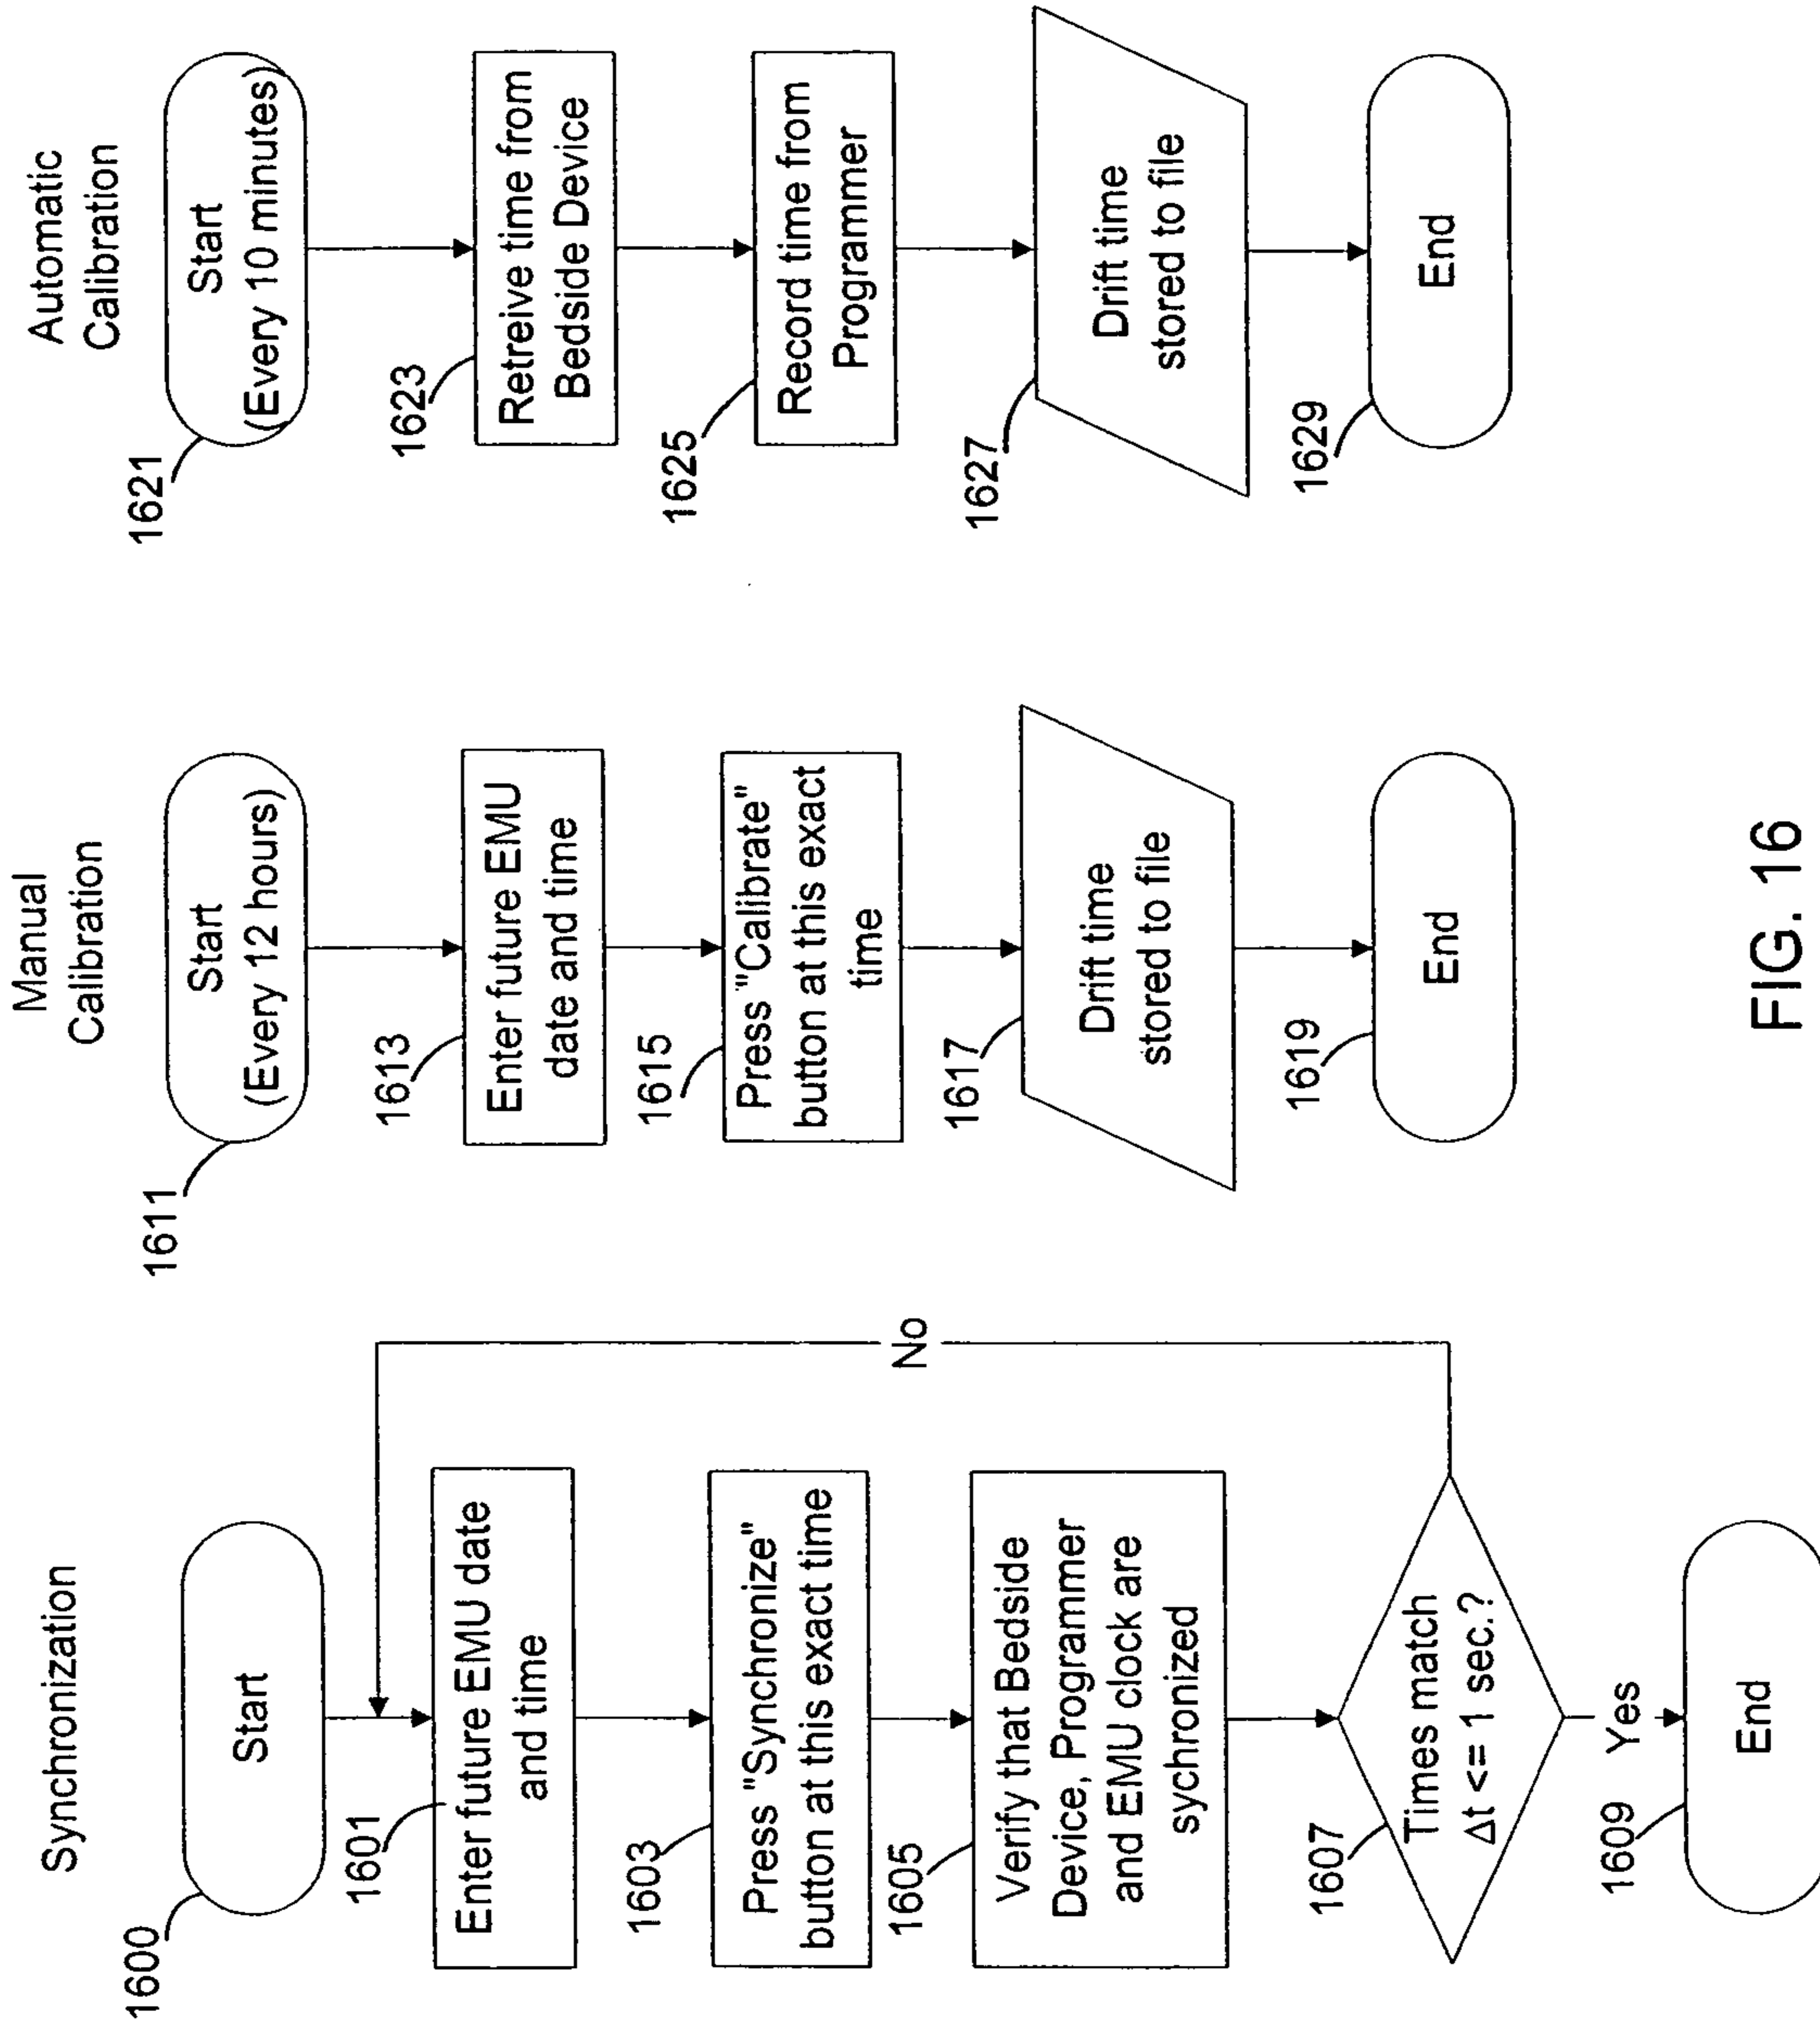 Synchronization
1600
Start
1601
Enter future EMU date
and time
1603
Press "Synchronize"
button at this exact time
1605
Verify that Bedside
Device, Programmer
and EMU clock are
sychronized
1607
Times match
Δt <= 1 sec.?
No
Yes
1609
End
Manual
Calibration
1611
Start
(Every 12 hours)
1613
Enter future EMU
date and time
1615
Press "Calibrate"
button at this exact
time
1617
Drift time
stored to file
1619
End
Automatic
Calibration
1621
Start
(Every 10 minutes)
1623
Retreive time from
Bedside Device
1625
Record time from
Programmer
1627
Drift time
stored to file
1629
End
FIG. 16